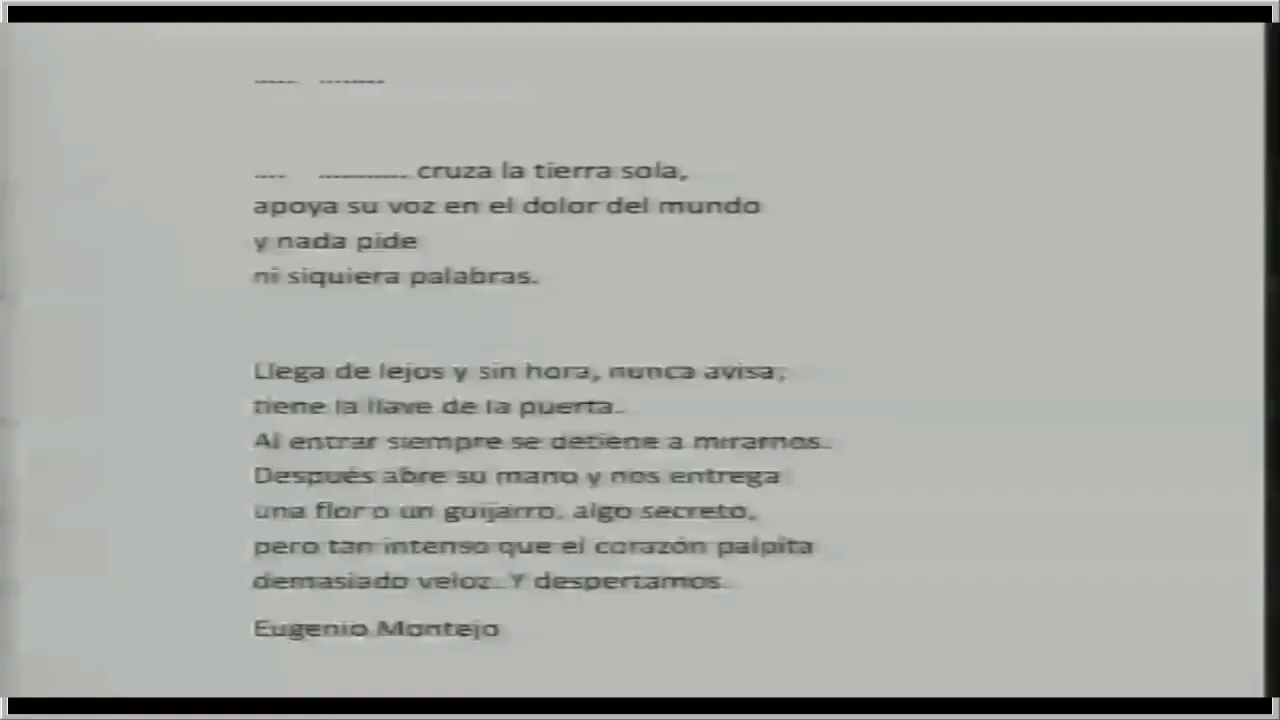 ..... ........
.... ........... cruza la tierra sola,
apoya su voz en el dolor del mundo
y nada pide
ni siquiera palabras.
Llega de lejos y sin hora, nunca avisa;
tiene la llave de la puerta.
Al entrar siempre se detiene a mirarnos.
Después abre su mano y nos entrega
una flor o un guijarro, algo secreto,
pero tan intenso que el corazón palpita
demasiado veloz. Y despertamos.
Eugenio Montejo